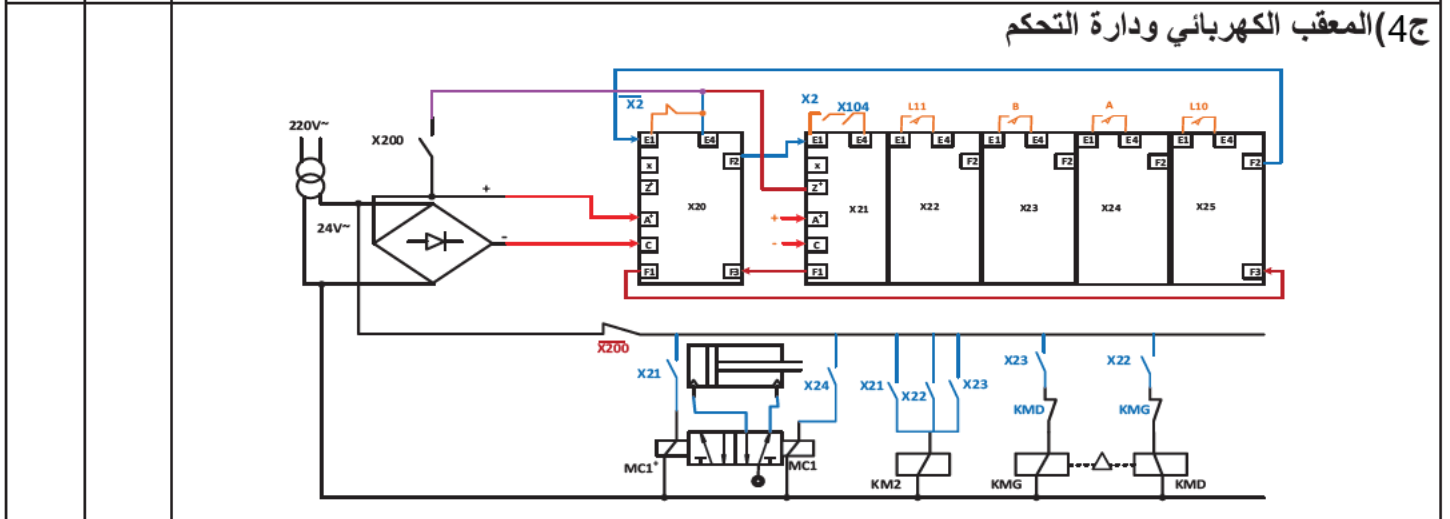 ج4)المعقب الكهربائي ودارة التحكم
X2 X2 X104 L11 B A L10
220V~ X200
E1 E4 E1 E4 E1 E4 E1 E4 E1 E4 E1 E4
F2 F2 F2 F2 F2
X X
Z+ Z+
+ X20 X21 X22 X23 X24 X25
24V~ A+ + A+
- C - C
F1 F3 F1 F3
X200
X21 X24 X21 X22 X23 X23 X22
KMD KMG
MC1+ MC1 KM2 KMG KMD